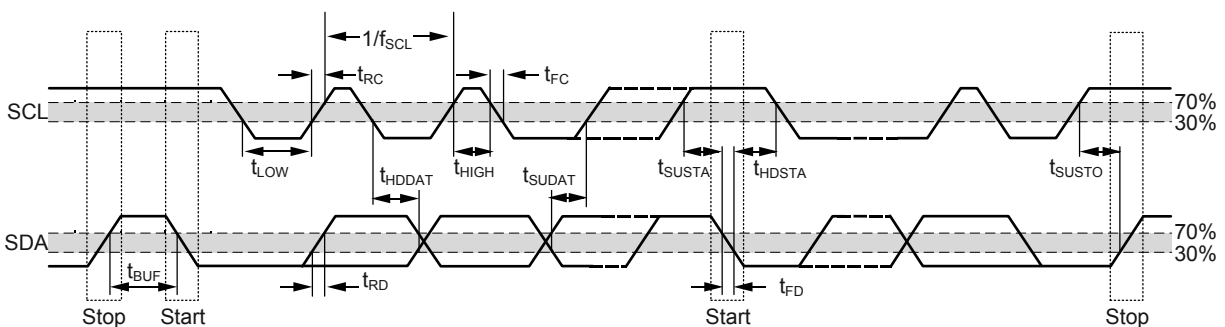 1/fSCL
tRC
tFC
SCL
70%
30%
tLOW
tHDDAT
tHIGH
tSUDAT
tSUSTA
tHDSTA
tSUSTO
SDA
70%
30%
tBUF
tRD
tFD
Stop
Start
Start
Stop